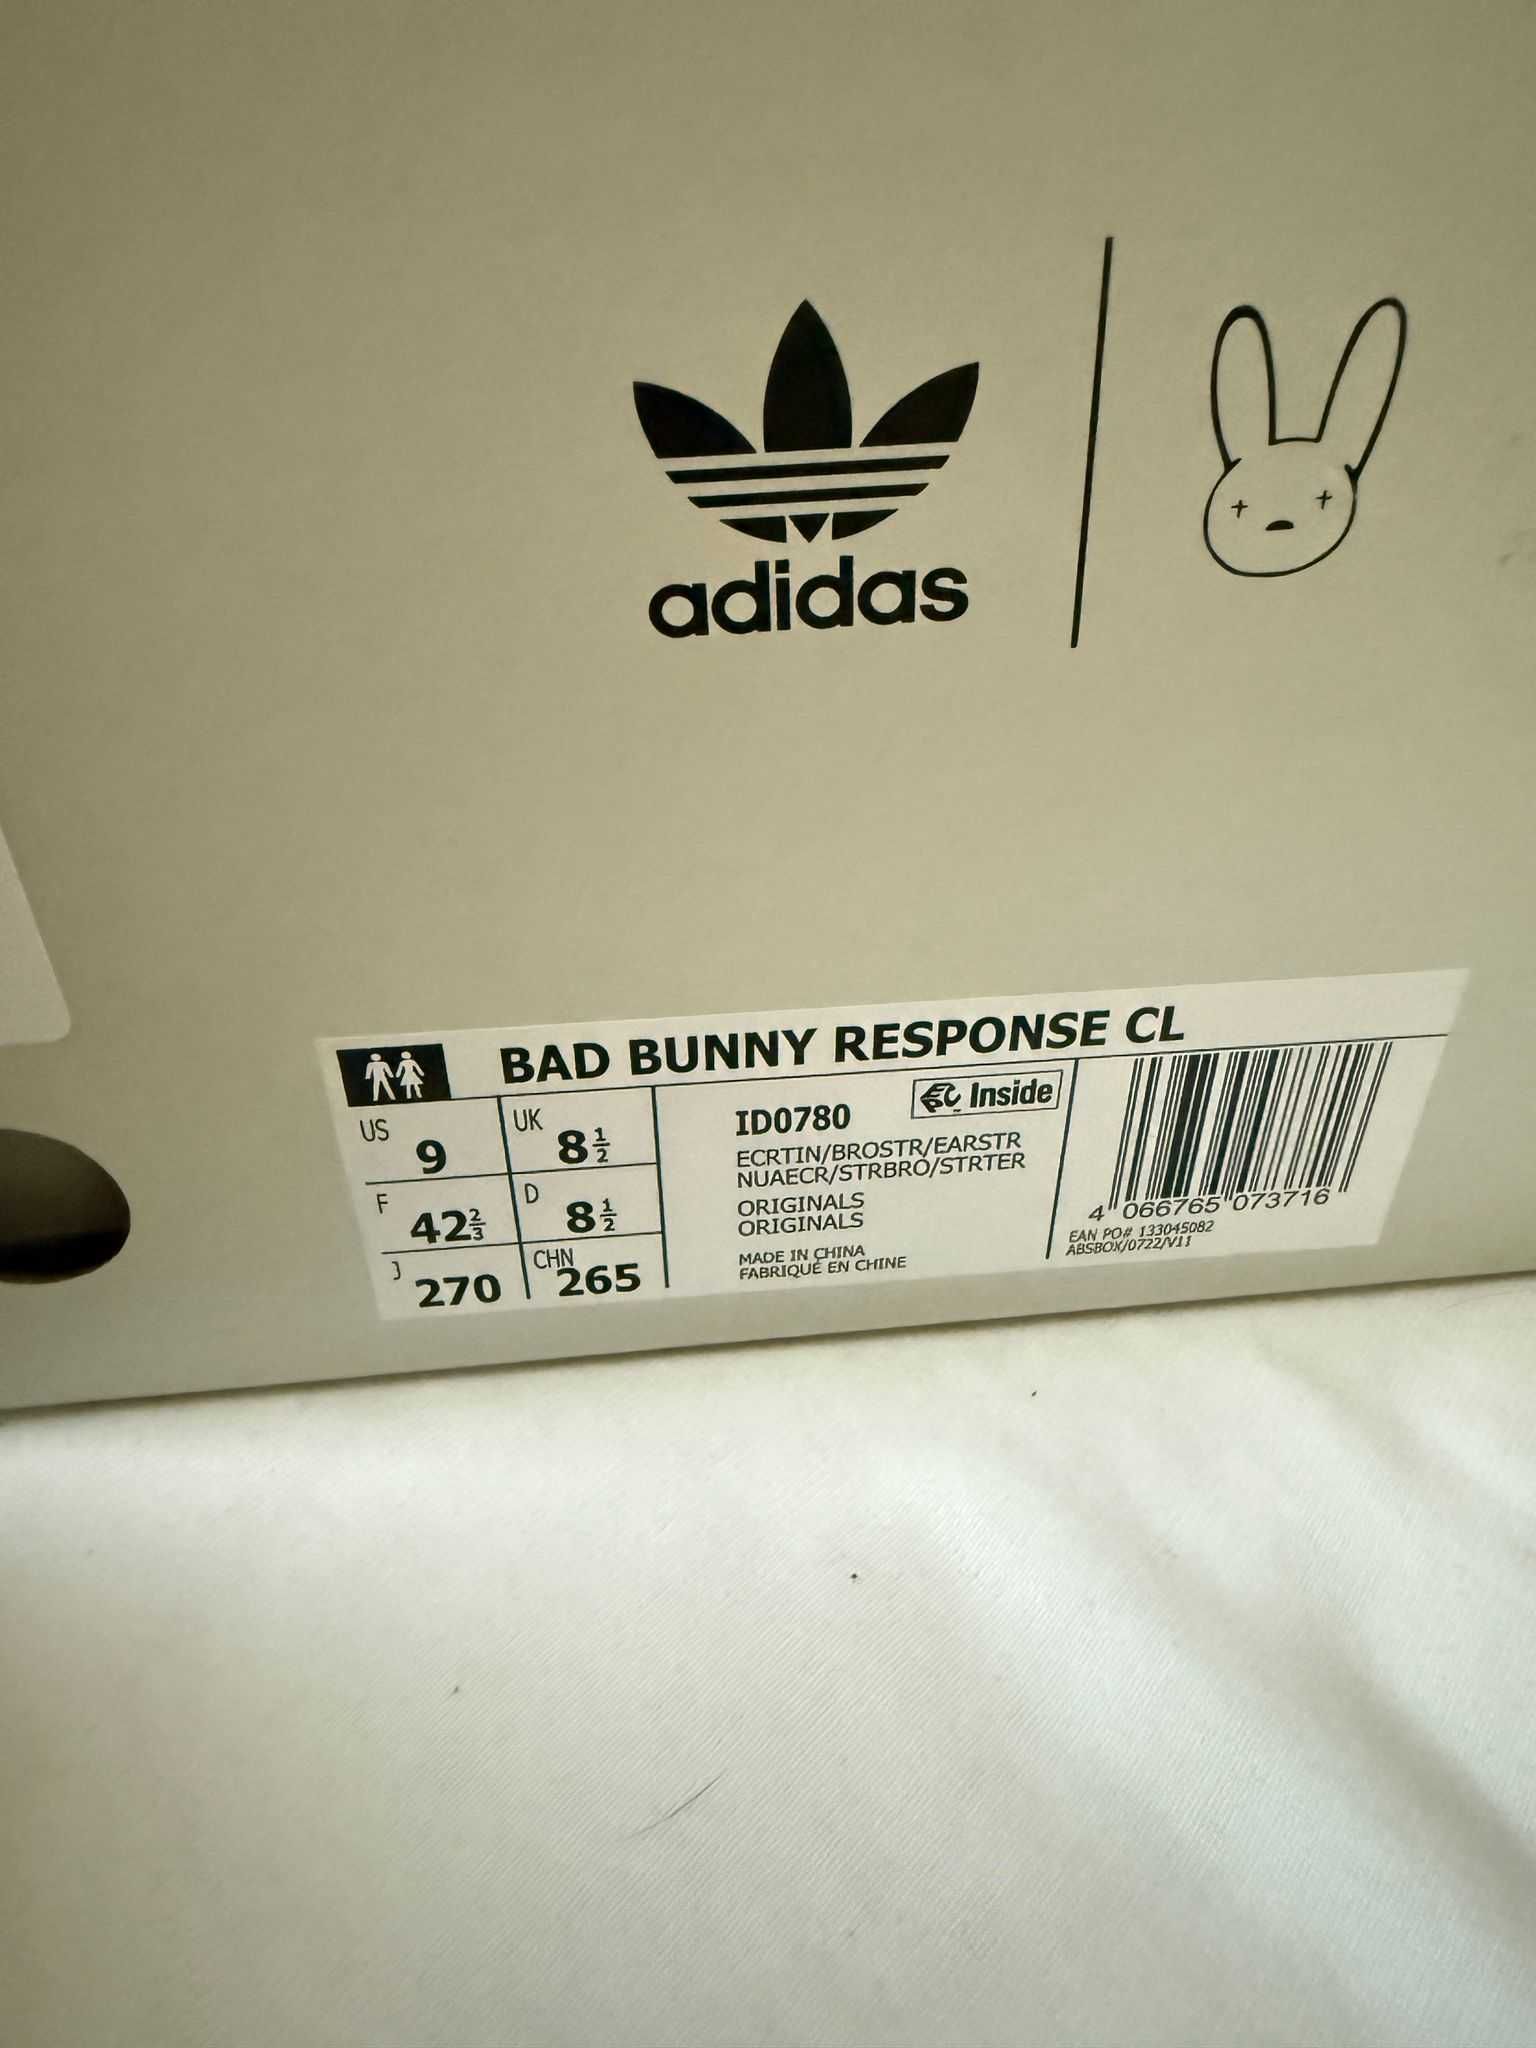 adidas
BAD BUNNY RESPONSE CL
US 9
UK 8½
F 42⅔
D 8½
J 270
CHN 265
ID0780
EPC Inside
ECRTIN/BROSTR/EARSTR
NUAECR/STRBRO/STRTER
ORIGINALS
ORIGINALS
MADE IN CHINA
FABRIQUÉ EN CHINE
4 066765 073716
EAN PO# 133045082
ABSBOX/0722/V11